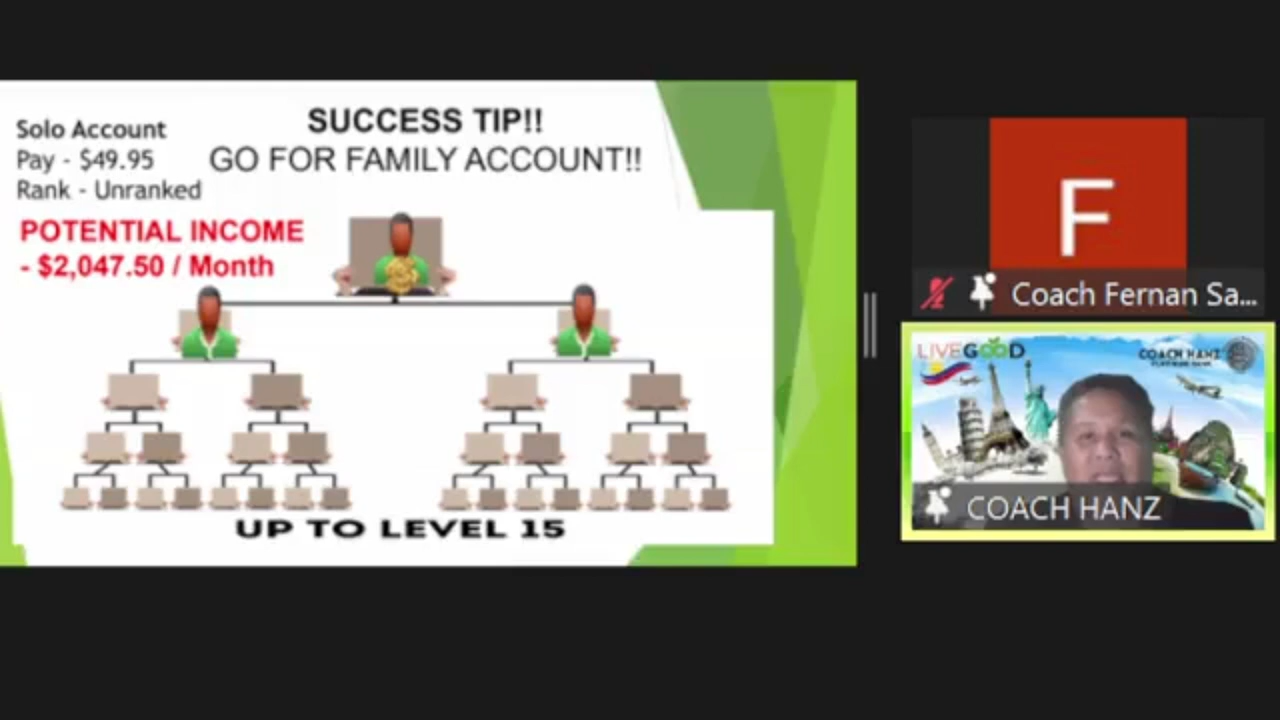 Solo Account
Pay - $49.95
Rank - Unranked
SUCCESS TIP!!
GO FOR FAMILY ACCOUNT!!
POTENTIAL INCOME
- $2,047.50 / Month
UP TO LEVEL 15
F
Coach Fernan Sa...
LIVEGOOD
COACH HANZ
COACH HANZ